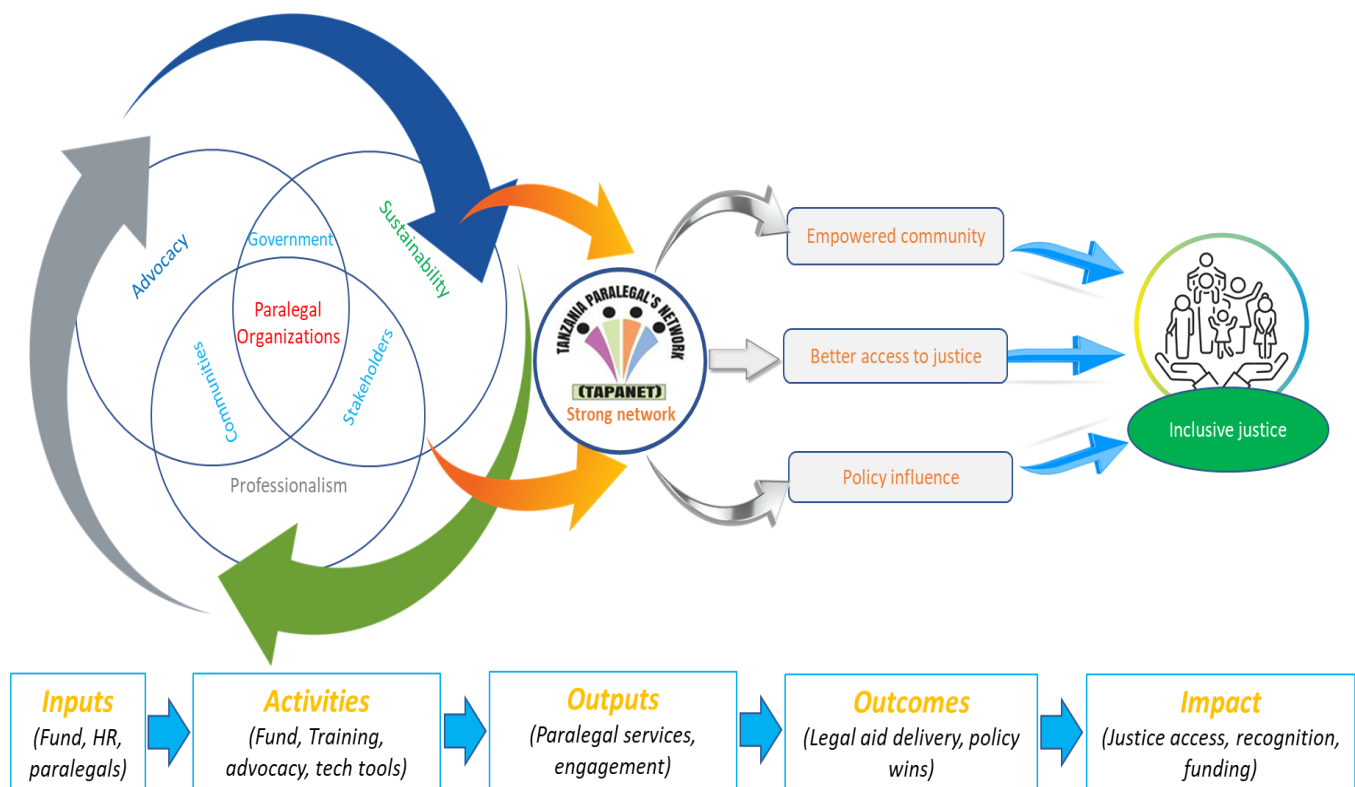 Advocacy
Government
Sustainability
Paralegal
Organizations
Communities
Stakeholders
Professionalism
TANZANIA PARALEGAL'S NETWORK
(TAPANET)
Strong network
Empowered community
Better access to justice
Policy influence
Inclusive justice
Inputs
(Fund, HR,
paralegals)
Activities
(Fund, Training,
advocacy, tech tools)
Outputs
(Paralegal services,
engagement)
Outcomes
(Legal aid delivery, policy
wins)
Impact
(Justice access, recognition,
funding)